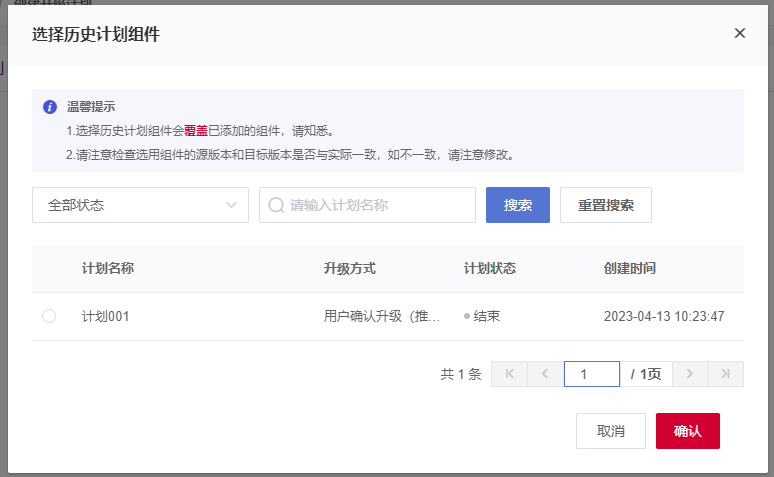 选择历史计划组件
温馨提示
1.选择历史计划组件会覆盖已添加的组件，请知悉。
2.请注意检查选用组件的源版本和目标版本是否与实际一致，如不一致，请注意修改。
全部状态 请输入计划名称 搜索 重置搜索
计划名称 升级方式 计划状态 创建时间
计划001 用户确认升级（推... 结束 2023-04-13 10:23:47
共 1 条 1 / 1页
取消 确认